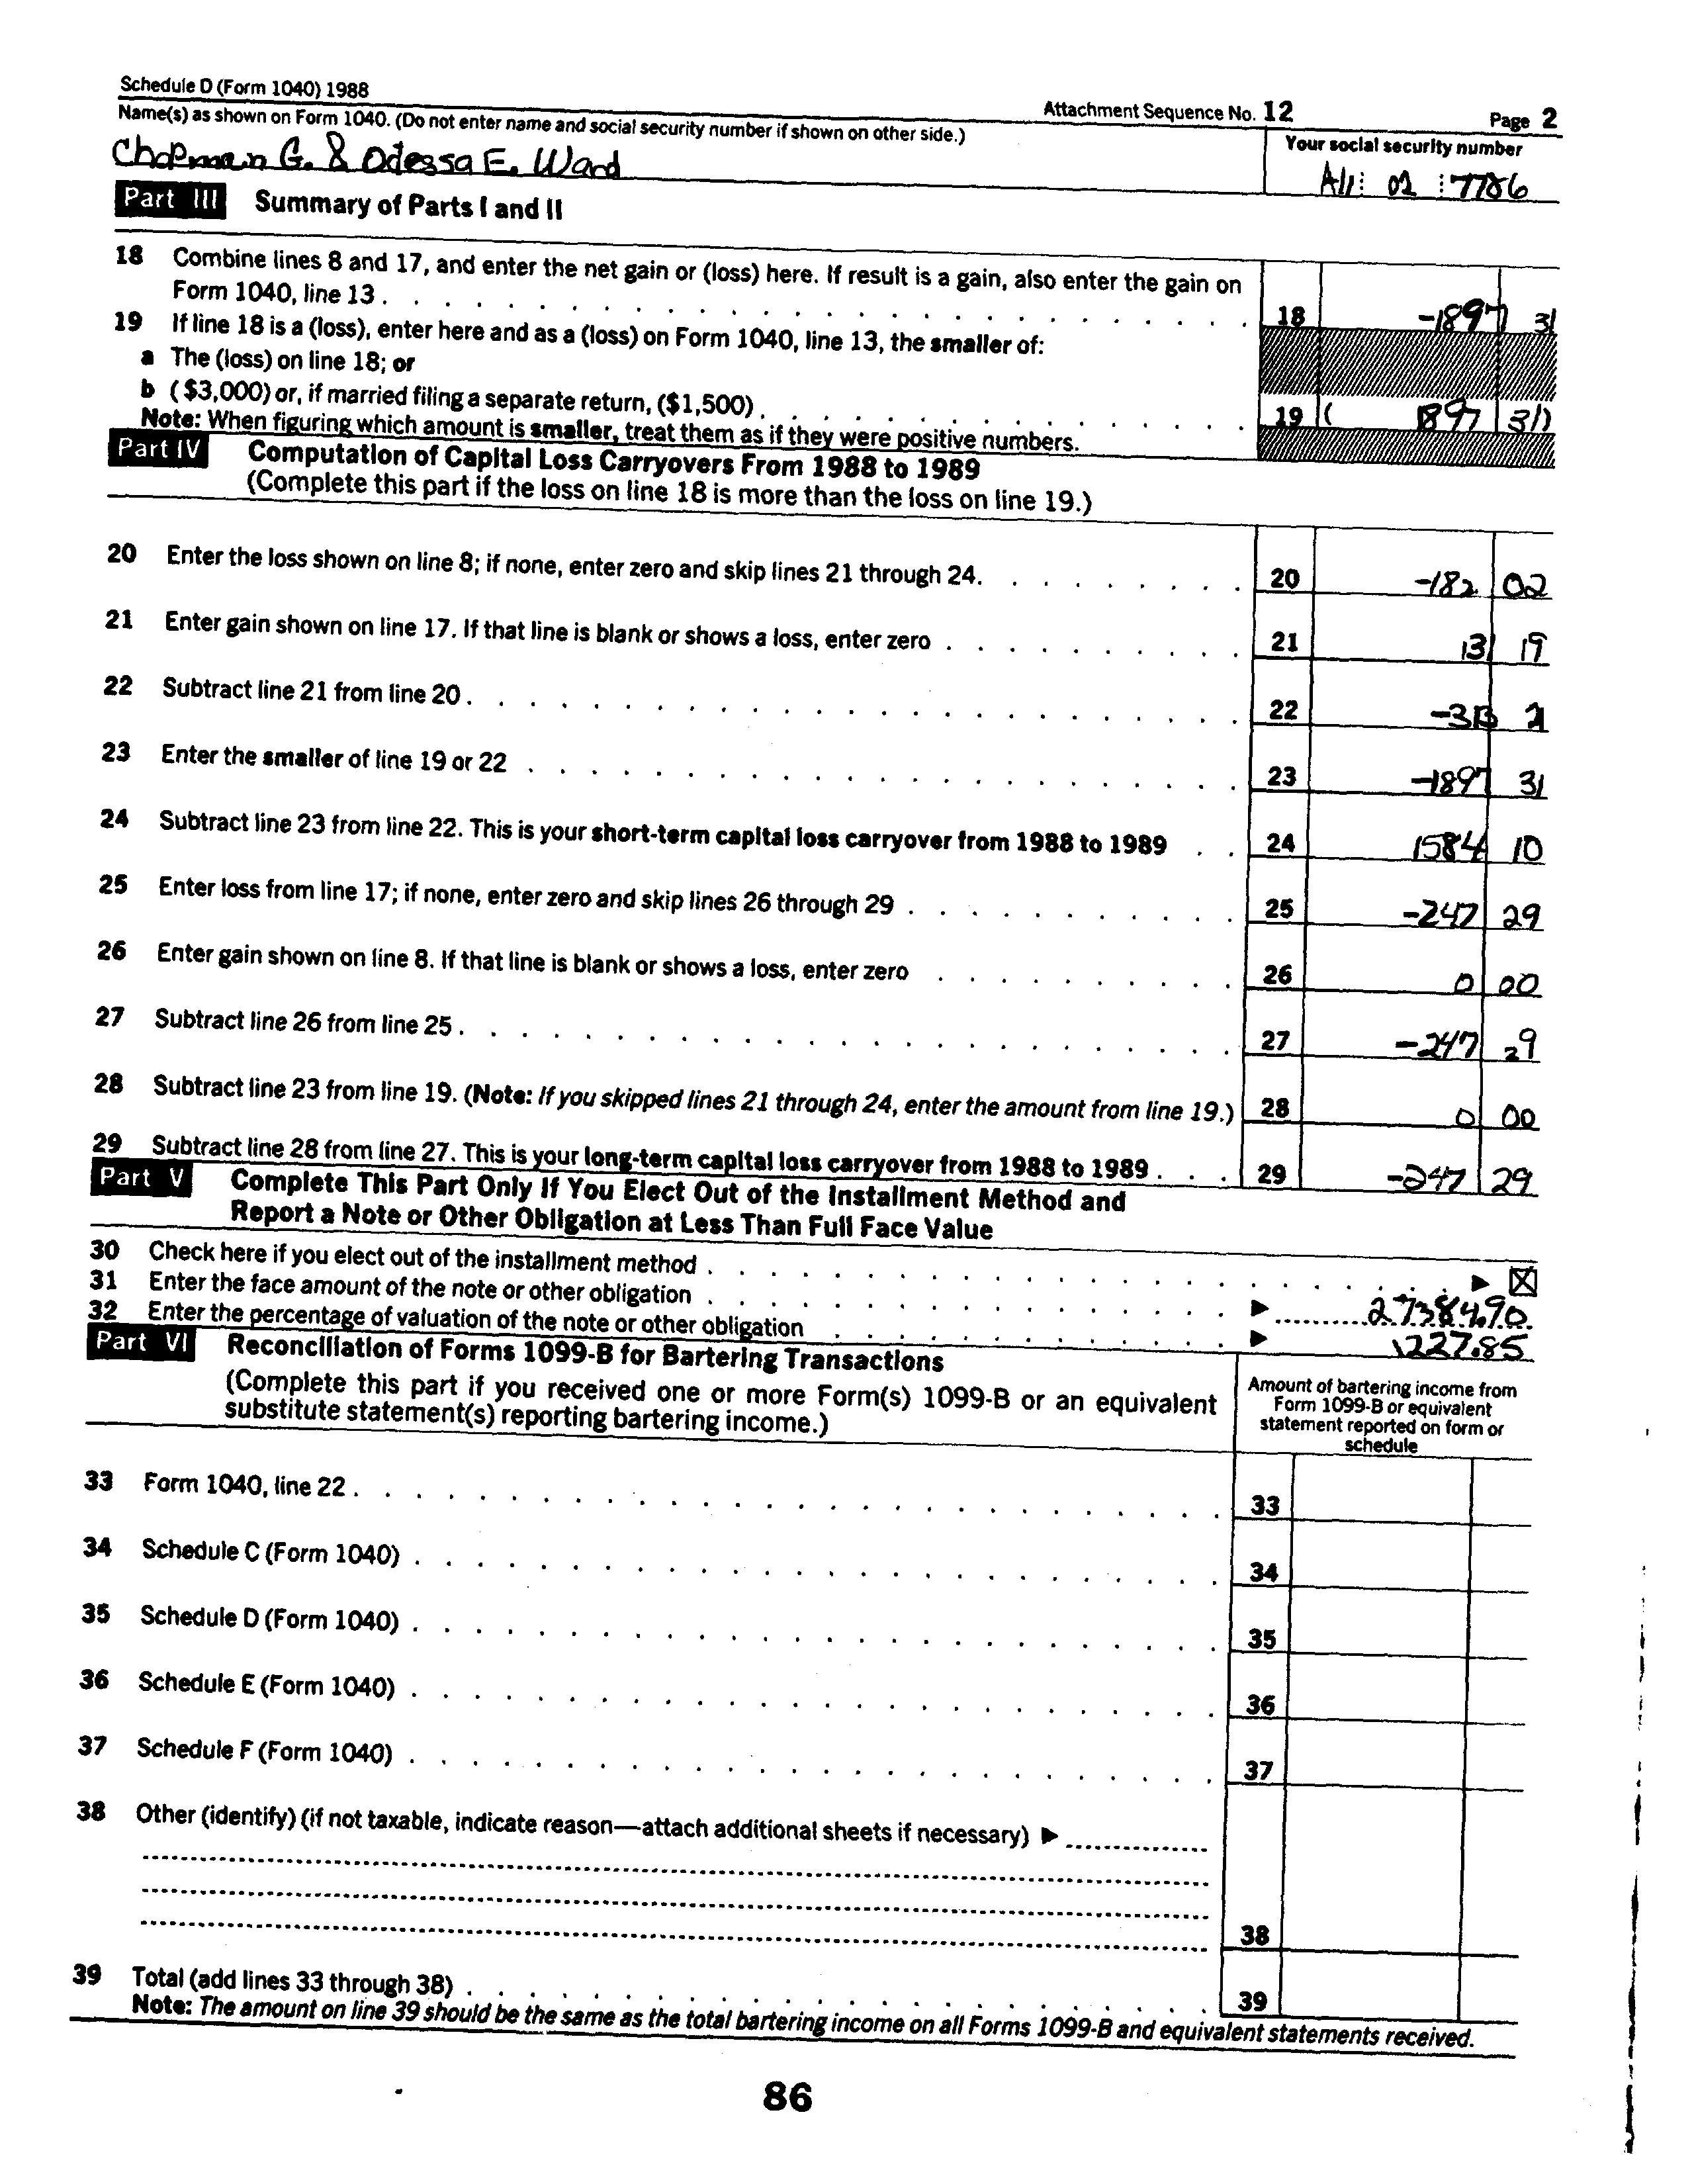 Schedule D (Form 1040) 1988
Attachment Sequence No. 12
Page 2
Name(s) as shown on Form 1040. (Do not enter name and social security number if shown on other side.)
Your social security number
Chapman G. & Odessa E. Ward
02 7786
Part III Summary of Parts I and II
18 Combine lines 8 and 17, and enter the net gain or (loss) here. If result is a gain, also enter the gain on
Form 1040, line 13 . 18 -1897 31
19 If line 18 is a (loss), enter here and as a (loss) on Form 1040, line 13, the smaller of:
a The (loss) on line 18; or
b ($3,000) or, if married filing a separate return, ($1,500) . 19 ( 1897 31)
Note: When figuring which amount is smaller, treat them as if they were positive numbers.
Part IV Computation of Capital Loss Carryovers From 1988 to 1989
(Complete this part if the loss on line 18 is more than the loss on line 19.)
20 Enter the loss shown on line 8; if none, enter zero and skip lines 21 through 24. 20 -182 02
21 Enter gain shown on line 17. If that line is blank or shows a loss, enter zero . 21 131 19
22 Subtract line 21 from line 20 . 22 -313 21
23 Enter the smaller of line 19 or 22 . 23 -1897 31
24 Subtract line 23 from line 22. This is your short-term capital loss carryover from 1988 to 1989 . 24 1584 10
25 Enter loss from line 17; if none, enter zero and skip lines 26 through 29 . 25 -247 29
26 Enter gain shown on line 8. If that line is blank or shows a loss, enter zero . 26 0 00
27 Subtract line 26 from line 25 . 27 -247 29
28 Subtract line 23 from line 19. (Note: If you skipped lines 21 through 24, enter the amount from line 19.) 28 0 00
29 Subtract line 28 from line 27. This is your long-term capital loss carryover from 1988 to 1989 . 29 -247 29
Part V Complete This Part Only If You Elect Out of the Installment Method and
Report a Note or Other Obligation at Less Than Full Face Value
30 Check here if you elect out of the installment method . ▶ ☒
31 Enter the face amount of the note or other obligation . ▶ 27384.90
32 Enter the percentage of valuation of the note or other obligation . ▶ 1227.85
Part VI Reconciliation of Forms 1099-B for Bartering Transactions
(Complete this part if you received one or more Form(s) 1099-B or an equivalent
substitute statement(s) reporting bartering income.)
Amount of bartering income from
Form 1099-B or equivalent
statement reported on form or
schedule
33 Form 1040, line 22 . 33
34 Schedule C (Form 1040) . 34
35 Schedule D (Form 1040) . 35
36 Schedule E (Form 1040) . 36
37 Schedule F (Form 1040) . 37
38 Other (identify) (if not taxable, indicate reason—attach additional sheets if necessary) ▶
38
39 Total (add lines 33 through 38) . 39
Note: The amount on line 39 should be the same as the total bartering income on all Forms 1099-B and equivalent statements received.
86